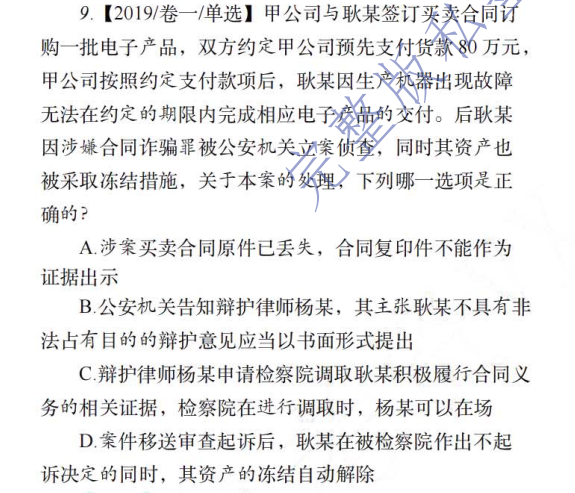 9.【2019/卷一/单选】甲公司与耿某签订买卖合同订
购一批电子产品，双方约定甲公司预先支付货款 80 万元，
甲公司按照约定支付款项后，耿某因生产机器出现故障
无法在约定的期限内完成相应电子产品的交付。后耿某
因涉嫌合同诈骗罪被公安机关立案侦查，同时其资产也
被采取冻结措施，关于本案的处理，下列哪一选项是正
确的？
A.涉案买卖合同原件已丢失，合同复印件不能作为
证据出示
B.公安机关告知辩护律师杨某，其主张耿某不具有非
法占有目的的辩护意见应当以书面形式提出
C.辩护律师杨某申请检察院调取耿某积极履行合同义
务的相关证据，检察院在进行调取时，杨某可以在场
D.案件移送审查起诉后，耿某在被检察院作出不起
诉决定的同时，其资产的冻结自动解除
完整版私